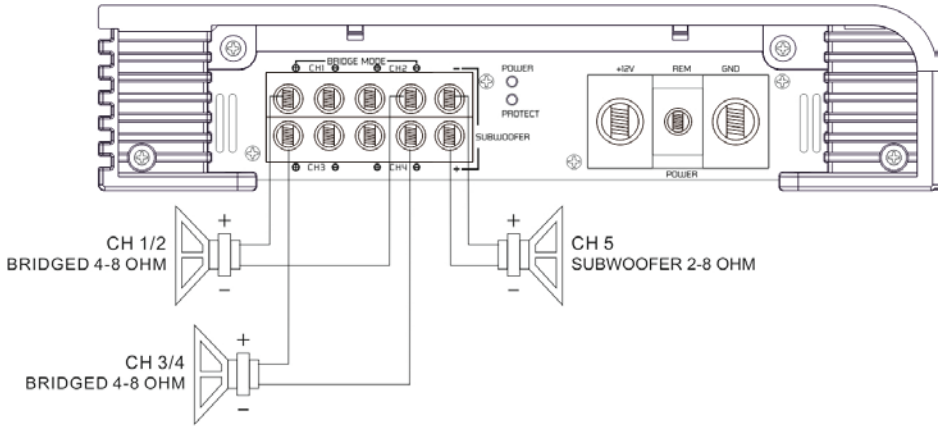 BRIDGE MODE
⊕ CH1 ⊖ ⊕ CH2 ⊖ −
POWER
PROTECT
SUBWOOFER
⊕ CH3 ⊖ ⊕ CH4 ⊖ +
+12V REM GND
POWER
+
CH 1/2
BRIDGED 4-8 OHM
−
+
CH 5
SUBWOOFER 2-8 OHM
−
+
CH 3/4
BRIDGED 4-8 OHM
−